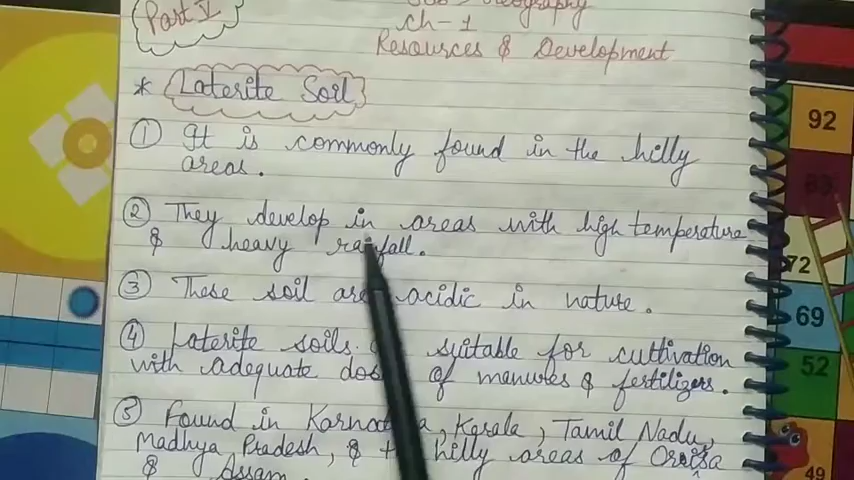 Part V
Geography
ch-1
Resources & Development
* Laterite Soil
① It is commonly found in the hilly
areas.
② They develop in areas with high temperature
& heavy rainfall.
③ These soil are acidic in nature.
④ Laterite soils. suitable for cultivation
with adequate of manures & fertilizers.
⑤ Found in Karnataka, Kerala, Tamil Nadu,
Madhya Pradesh, & hilly areas of Orissa
& Assam.
92
83
72
69
52
49